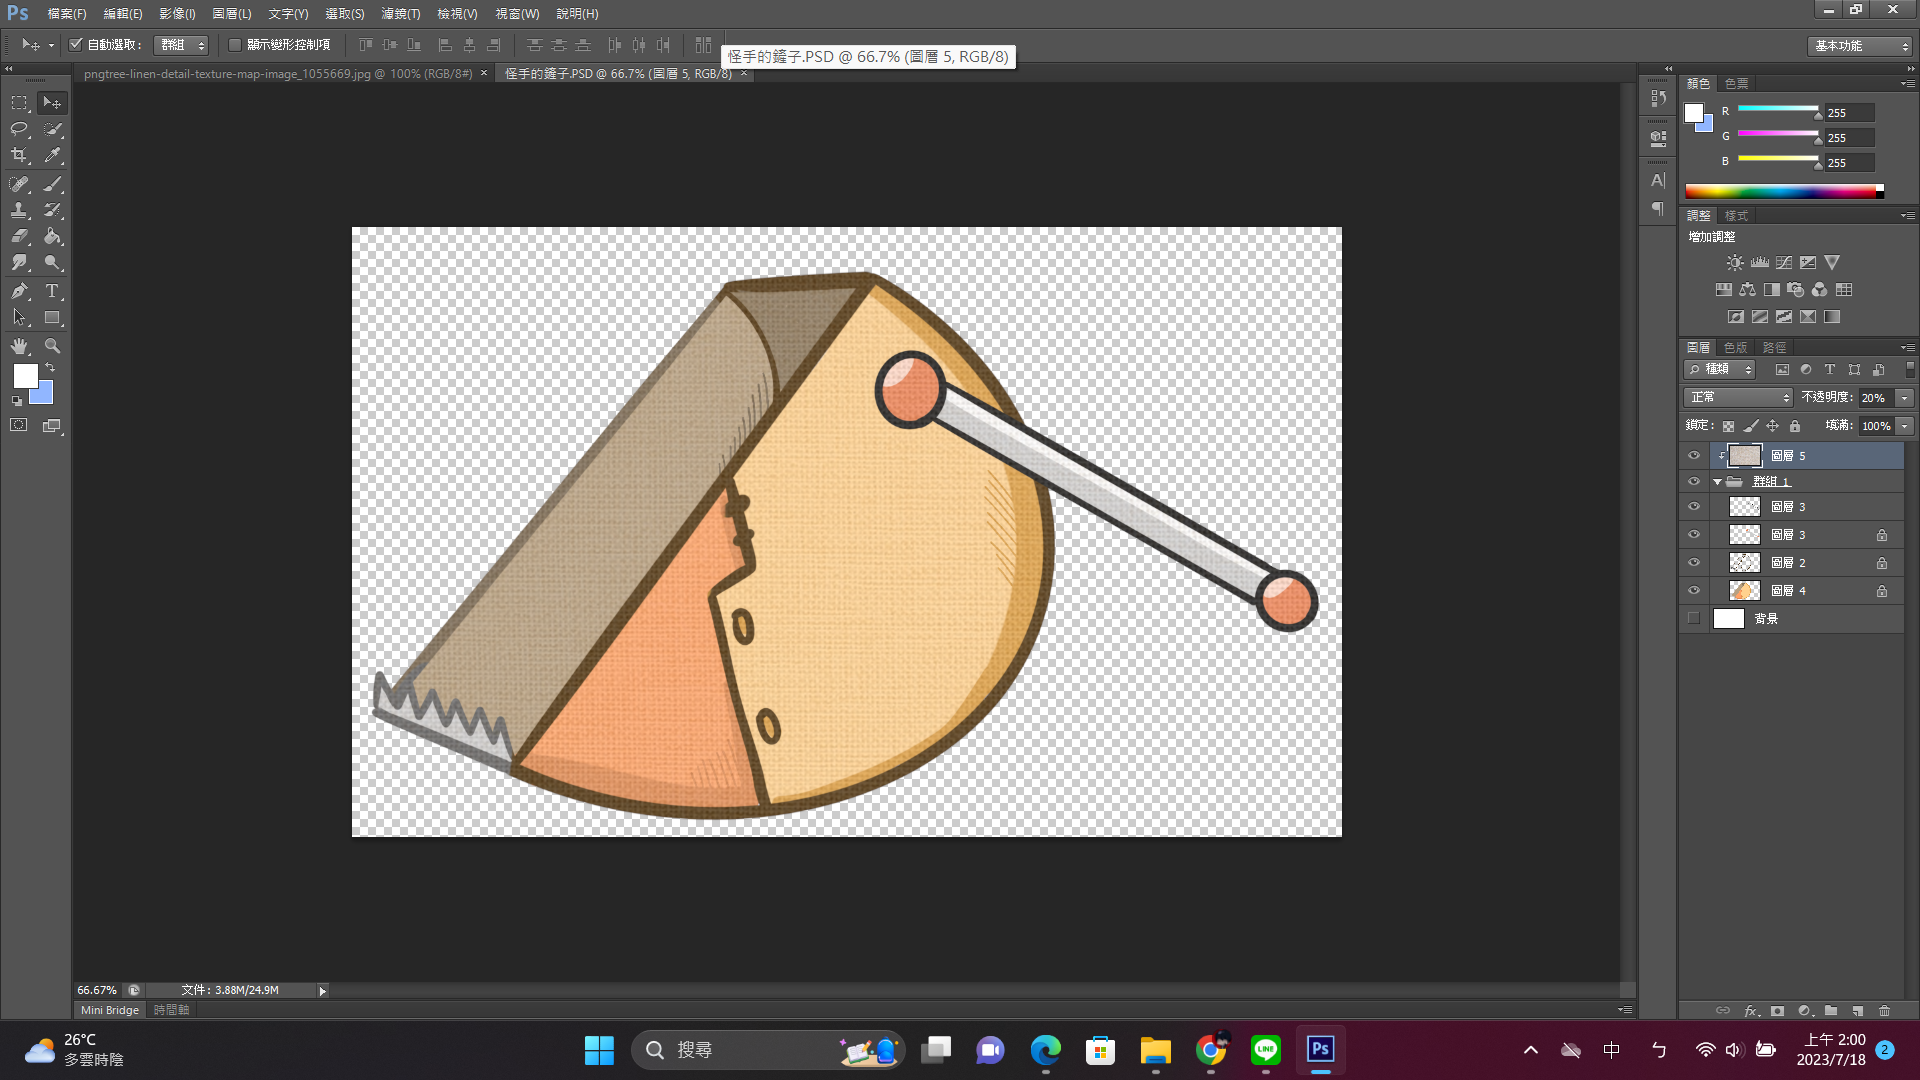 Ps 檔案(F) 編輯(E) 影像(I) 圖層(L) 文字(Y) 選取(S) 濾鏡(T) 檢視(V) 視窗(W) 說明(H)
自動選取： 群組 顯示變形控制項 基本功能
怪手的鏟子.PSD @ 66.7% (圖層 5, RGB/8)
pngtree-linen-detail-texture-map-image_1055669.jpg @ 100% (RGB/8#) × 怪手的鏟子.PSD @ 66.7% (圖層 5, RGB/8) ×
顏色 色票
R 255
G 255
B 255
調整 樣式
增加調整
圖層 色版 路徑
種類
正常 不透明度： 20%
鎖定： 填滿： 100%
圖層 5
群組 1
圖層 3
圖層 3
圖層 2
圖層 4
背景
66.67% 文件：3.88M/24.9M
Mini Bridge 時間軸
fx
26°C
多雲時陰
搜尋
LINE
Ps
中
ㄣ
上午 2:00
2023/7/18
2